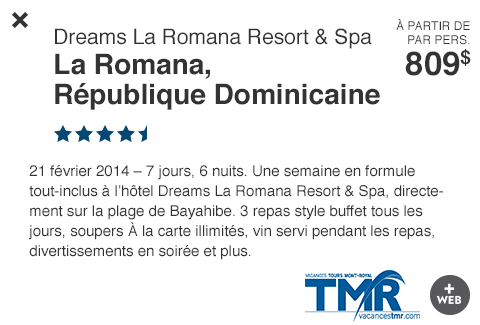 À PARTIR DE
PAR PERS.
809$
Dreams La Romana Resort & Spa
La Romana,
République Dominicaine
21 février 2014 – 7 jours, 6 nuits. Une semaine en formule
tout-inclus à l'hôtel Dreams La Romana Resort & Spa, directe-
ment sur la plage de Bayahibe. 3 repas style buffet tous les
jours, soupers À la carte illimités, vin servi pendant les repas,
divertissements en soirée et plus.
VACANCES TOURS MONT-ROYAL
TMR
vacancestmr.com
+
WEB